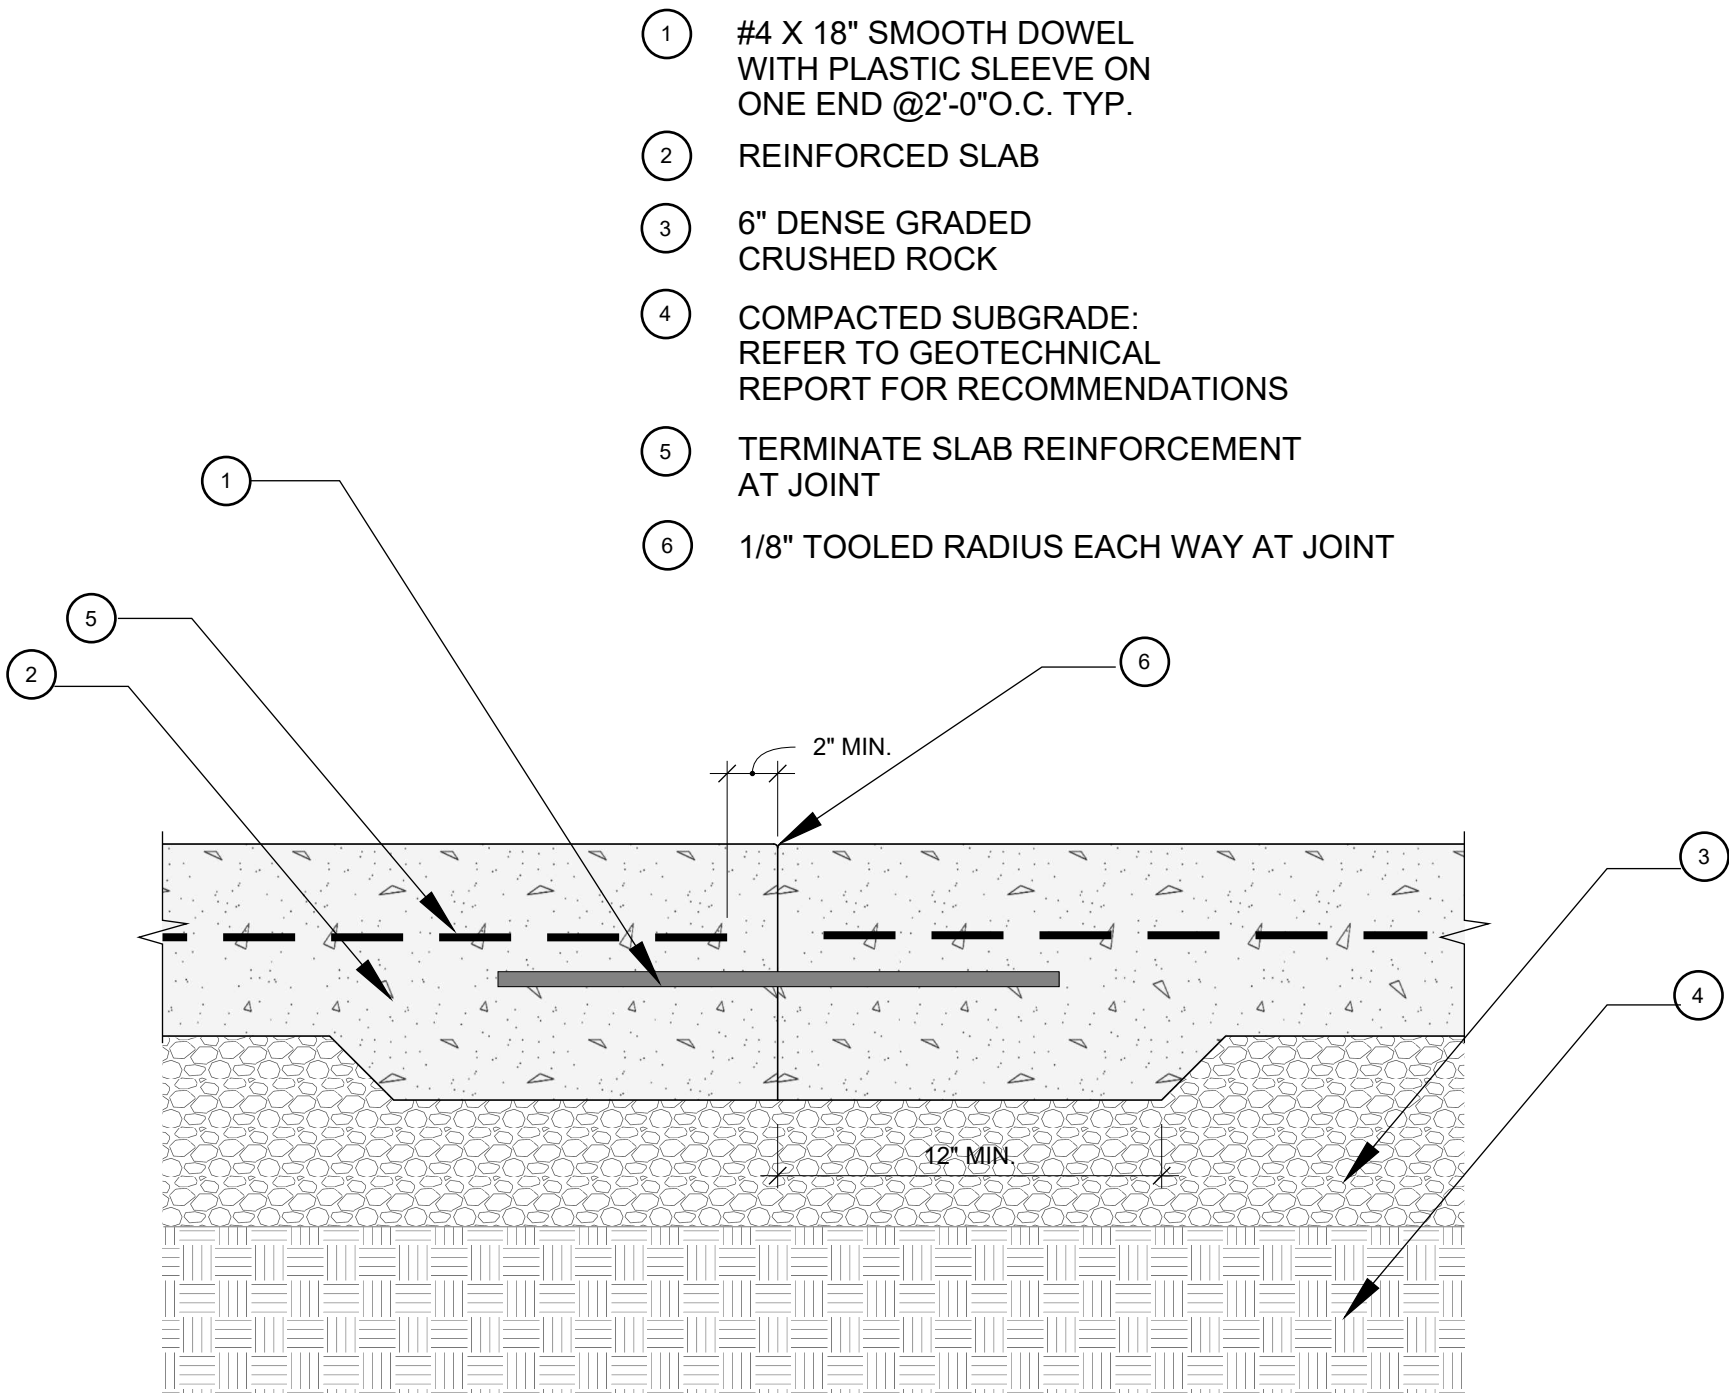 1 #4 X 18" SMOOTH DOWEL
WITH PLASTIC SLEEVE ON
ONE END @2'-0"O.C. TYP.
2 REINFORCED SLAB
3 6" DENSE GRADED
CRUSHED ROCK
4 COMPACTED SUBGRADE:
REFER TO GEOTECHNICAL
REPORT FOR RECOMMENDATIONS
5 TERMINATE SLAB REINFORCEMENT
AT JOINT
6 1/8" TOOLED RADIUS EACH WAY AT JOINT
1
5
2
6
2" MIN.
3
4
12" MIN.